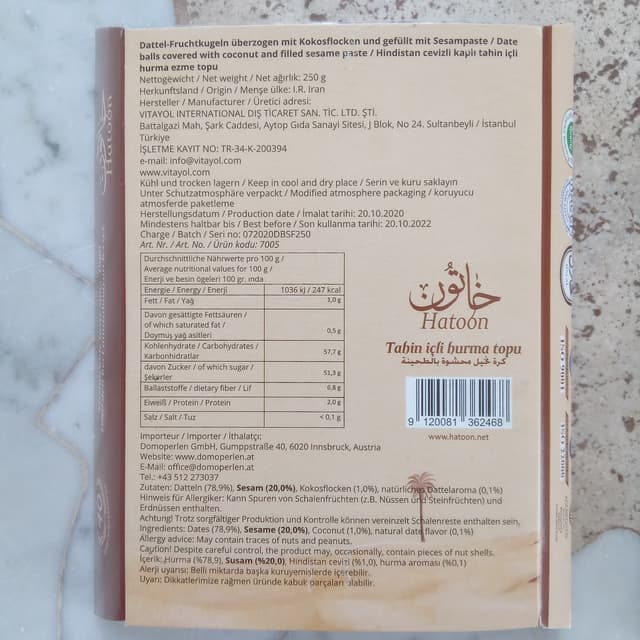 Dattel-Fruchtkugeln überzogen mit Kokosflocken und gefüllt mit Sesampaste / Date
balls covered with coconut and filled sesame paste / Hindistan cevizli kaplı tahin içli
hurma ezme topu
Nettogewicht / Net weight / Net ağırlık: 250 g
Herkunftsland / Origin / Menşe ülke: I.R. Iran
Hersteller / Manufacturer / Üretici adresi:
VITAYOL INTERNATIONAL DIŞ TİCARET SAN. TİC. LTD. ŞTİ.
Battalgazi Mah, Şark Caddesi, Aytop Gıda Sanayi Sitesi, J Blok, No 24. Sultanbeyli / İstanbul
Türkiye
İŞLETME KAYIT NO: TR-34-K-200394
e-mail: info@vitayol.com
www.vitayol.com
Kühl und trocken lagern / Keep in cool and dry place / Serin ve kuru saklayın
Unter Schutzatmosphäre verpackt / Modified atmosphere packaging / koruyucu
atmosferde paketleme
Herstellungsdatum / Production date / İmalat tarihi: 20.10.2020
Mindestens haltbar bis / Best before / Son kullanma tarihi: 20.10.2022
Charge / Batch / Seri no: 072020DBSF250
Art. Nr. / Art. No. / Ürün kodu: 7005
Durchschnittliche Nährwerte pro 100 g /
Average nutritional values for 100 g /
Enerji ve besin ögeleri 100 gr. ında
Energie / Energy / Enerji 1036 kJ / 247 kcal
Fett / Fat / Yağ 1,0 g
Davon gesättigte Fettsäuren /
of which saturated fat /
Doymuş yağ asitleri 0,5 g
Kohlenhydrate / Carbohydrates /
Karbonhidratlar 57,7 g
davon Zucker / of which sugar /
Şekerler 51,3 g
Ballaststoffe / dietary fiber / Lif 6,8 g
Eiweiß / Protein / Protein 2,0 g
Salz / Salt / Tuz < 0,1 g
خاتون
Hatoon
Tahin içli hurma topu
كرة نخيل محشوة بالطحينة
9 120081 362468
www.hatoon.net
Importeur / Importer / İthalatçı:
Domoperlen GmbH, Gumppstraße 40, 6020 Innsbruck, Austria
Website: www.domoperlen.at
E-Mail: office@domoperlen.at
Tel.: +43 512 273037
Zutaten: Datteln (78,9%), Sesam (20,0%), Kokosflocken (1,0%), natürliches Dattelaroma (0,1%)
Hinweis für Allergiker: Kann Spuren von Schalenfrüchten (z.B. Nüssen und Steinfrüchten) und
Erdnüssen enthalten.
Achtung! Trotz sorgfältiger Produktion und Kontrolle können vereinzelt Schalenreste enthalten sein.
Ingredients: Dates (78,9%), Sesame (20,0%), Coconut (1,0%), natural date flavor (0,1%)
Allergy advice: May contain traces of nuts and peanuts.
Caution! Despite careful control, the product may, occasionally, contain pieces of nut shells.
İçerik: Hurma (%78,9), Susam (%20,0), Hindistan cevizi (%1,0), hurma aroması (%0,1)
Alerji uyarısı: Belli miktarda başka kuruyemişlerde içerebilir.
Uyarı: Dikkatlerimize rağmen üründe kabuk parçaları olabilir.
Hatoon
ISO 9001